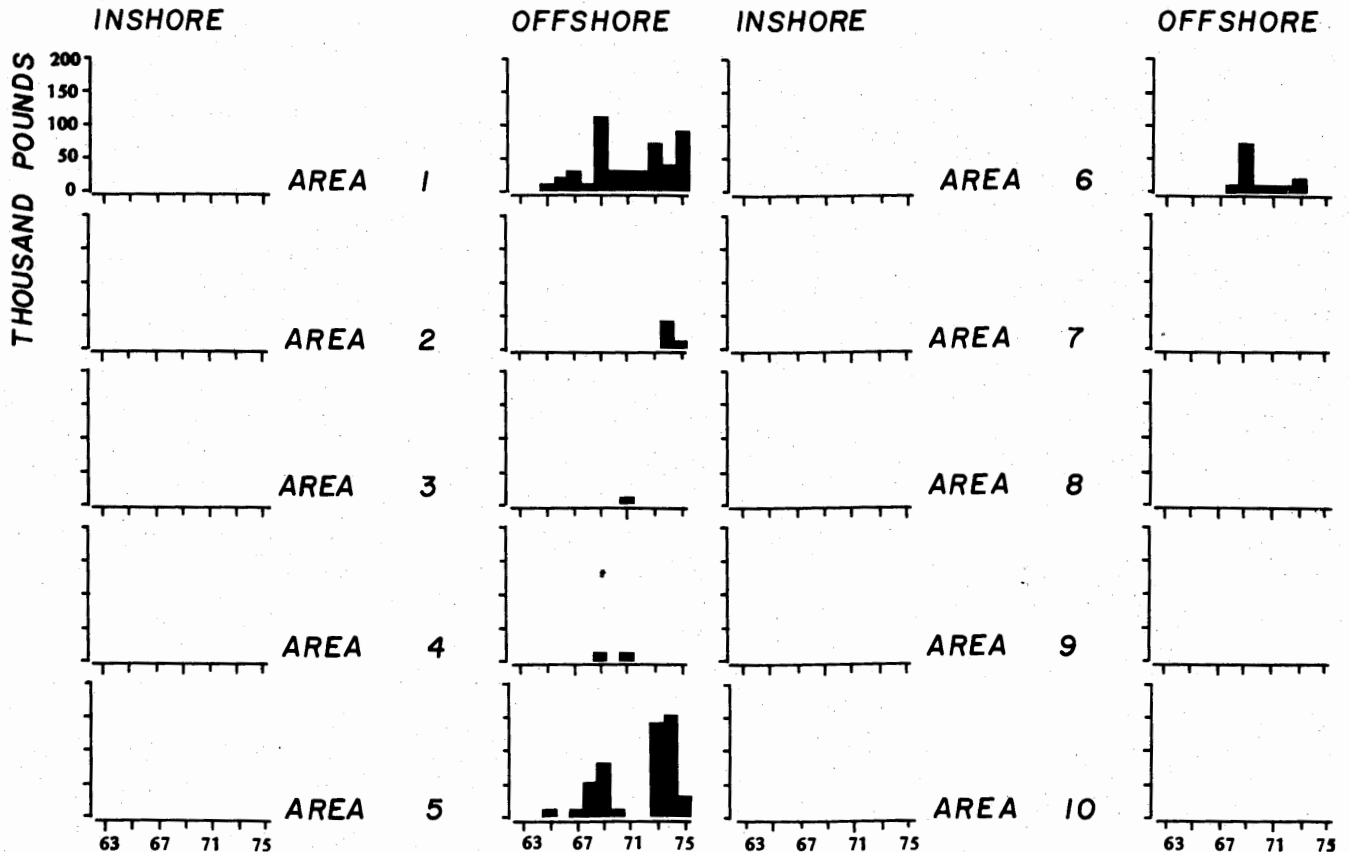 INSHORE OFFSHORE INSHORE OFFSHORE
THOUSAND POUNDS
200
150
100
50
0
AREA 1 AREA 6
AREA 2 AREA 7
AREA 3 AREA 8
AREA 4 AREA 9
AREA 5 AREA 10
63 67 71 75 63 67 71 75 63 67 71 75 63 67 71 75